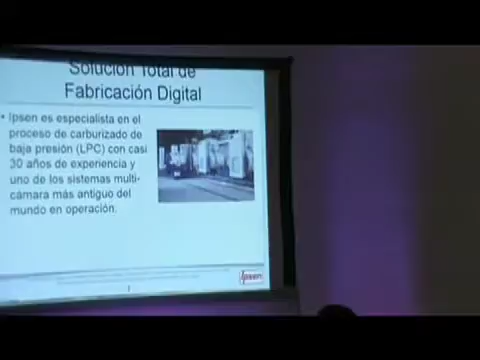 Solución Total de
Fabricación Digital
• Ipsen es especialista en el
proceso de carburizado de
baja presión (LPC) con casi
30 años de experiencia y
uno de los sistemas multi-
cámara más antiguo del
mundo en operación.
Ipsen